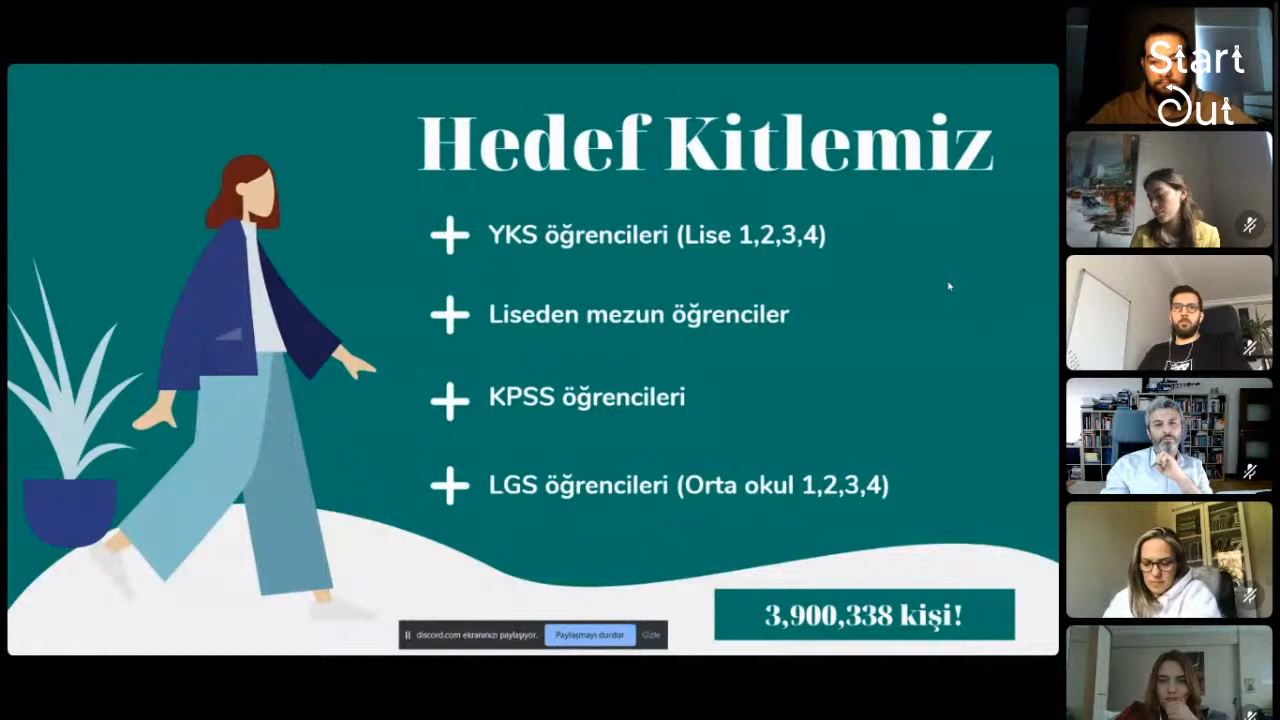 Hedef Kitlemiz
YKS öğrencileri (Lise 1,2,3,4)
Liseden mezun öğrenciler
KPSS öğrencileri
LGS öğrencileri (Orta okul 1,2,3,4)
3,900,338 kişi!
discord.com ekranınızı paylaşıyor. Paylaşmayı durdur Gizle
Start
Out